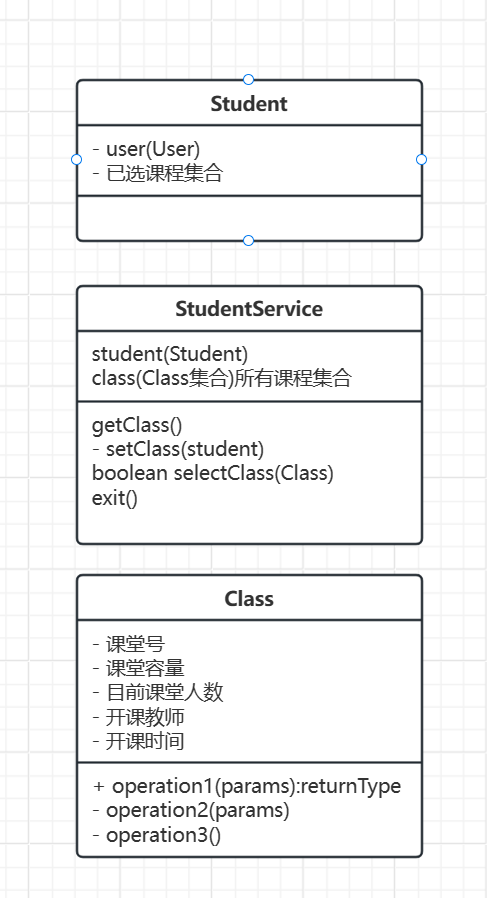 Student
- user(User)
- 已选课程集合
StudentService
student(Student)
class(Class集合)所有课程集合
getClass()
- setClass(student)
boolean selectClass(Class)
exit()
Class
- 课堂号
- 课堂容量
- 目前课堂人数
- 开课教师
- 开课时间
+ operation1(params):returnType
- operation2(params)
- operation3()